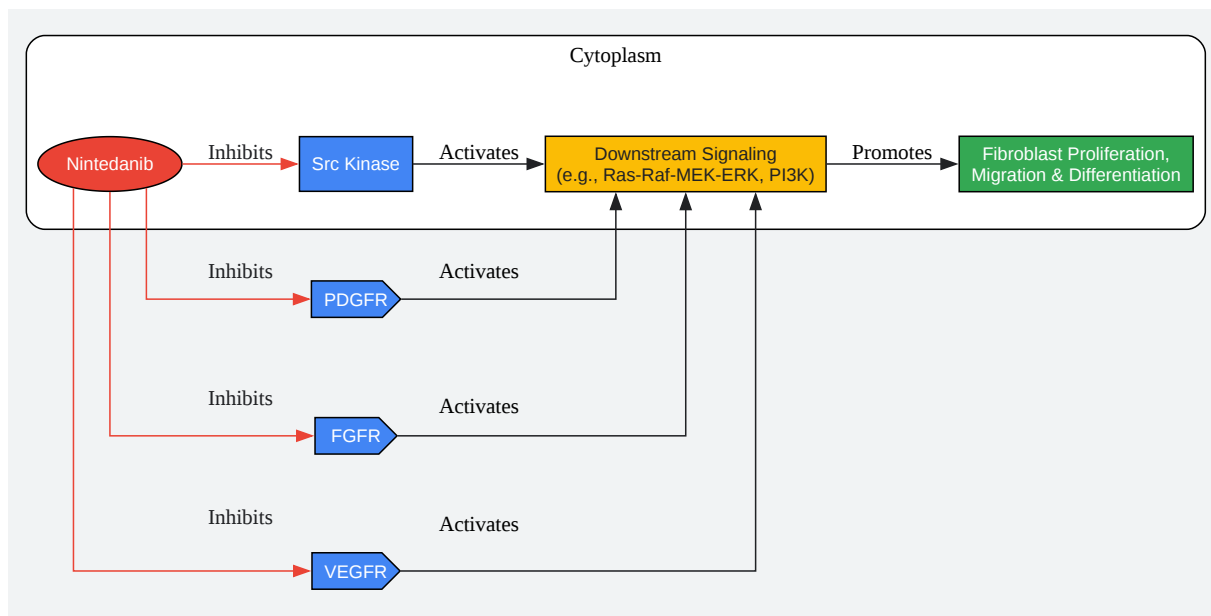 Cytoplasm
Nintedanib
Inhibits
Src Kinase
Activates
Downstream Signaling
(e.g., Ras-Raf-MEK-ERK, PI3K)
Promotes
Fibroblast Proliferation,
Migration & Differentiation
Inhibits
PDGFR
Activates
Inhibits
FGFR
Activates
Inhibits
VEGFR
Activates